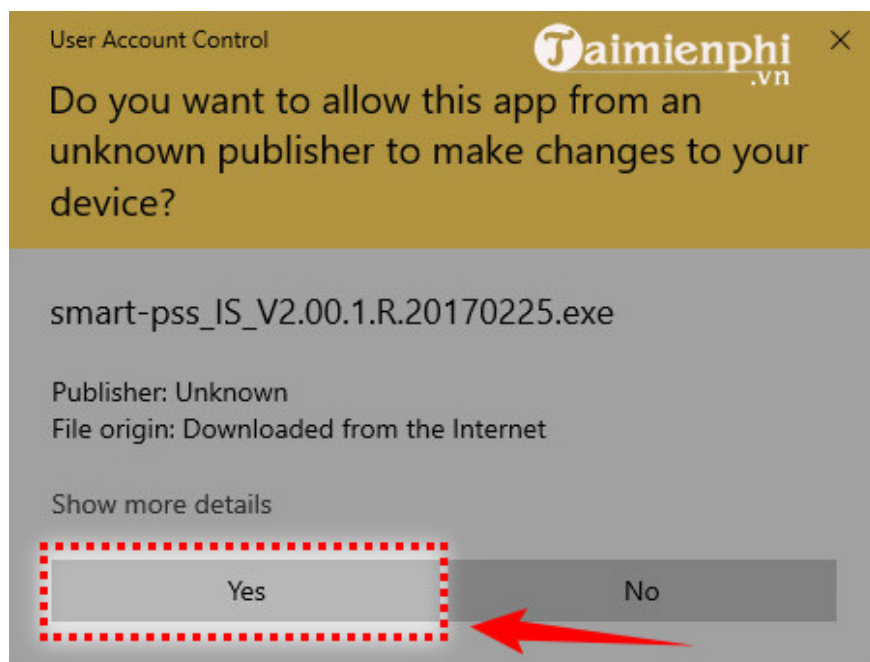 User Account Control
Taimienphi
.vn
Do you want to allow this app from an
unknown publisher to make changes to your
device?
smart-pss_IS_V2.00.1.R.20170225.exe
Publisher: Unknown
File origin: Downloaded from the Internet
Show more details
Yes No